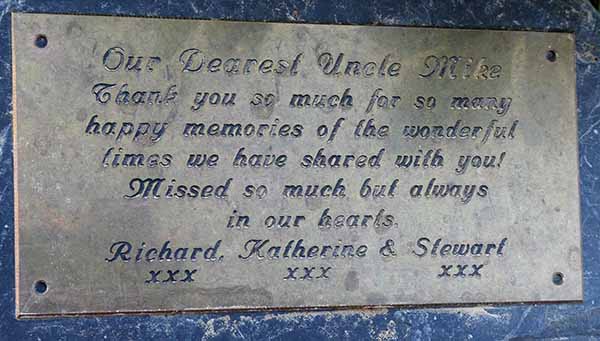 Our Dearest Uncle Mike
Thank you so much for so many
happy memories of the wonderful
times we have shared with you!
Missed so much but always
in our hearts.
Richard, Katherine & Stewart
xxx xxx xxx